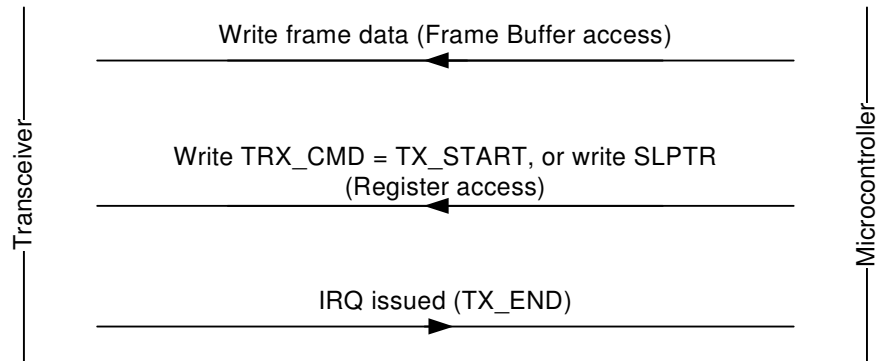 Write frame data (Frame Buffer access)
Transceiver
Microcontroller
Write TRX_CMD = TX_START, or write SLPTR
(Register access)
IRQ issued (TX_END)